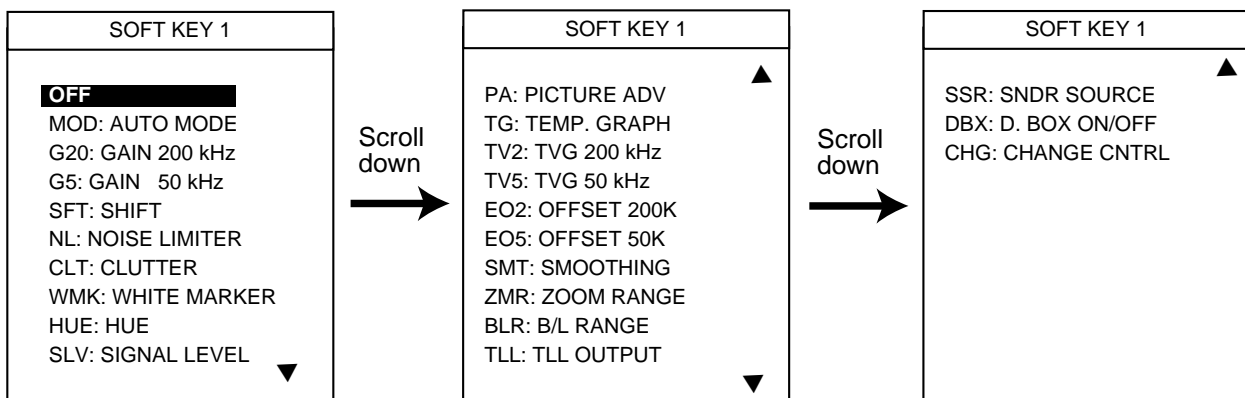 SOFT KEY 1
OFF
MOD: AUTO MODE
G20: GAIN 200 kHz
G5: GAIN 50 kHz
SFT: SHIFT
NL: NOISE LIMITER
CLT: CLUTTER
WMK: WHITE MARKER
HUE: HUE
SLV: SIGNAL LEVEL
Scroll
down
SOFT KEY 1
PA: PICTURE ADV
TG: TEMP. GRAPH
TV2: TVG 200 kHz
TV5: TVG 50 kHz
EO2: OFFSET 200K
EO5: OFFSET 50K
SMT: SMOOTHING
ZMR: ZOOM RANGE
BLR: B/L RANGE
TLL: TLL OUTPUT
Scroll
down
SOFT KEY 1
SSR: SNDR SOURCE
DBX: D. BOX ON/OFF
CHG: CHANGE CNTRL